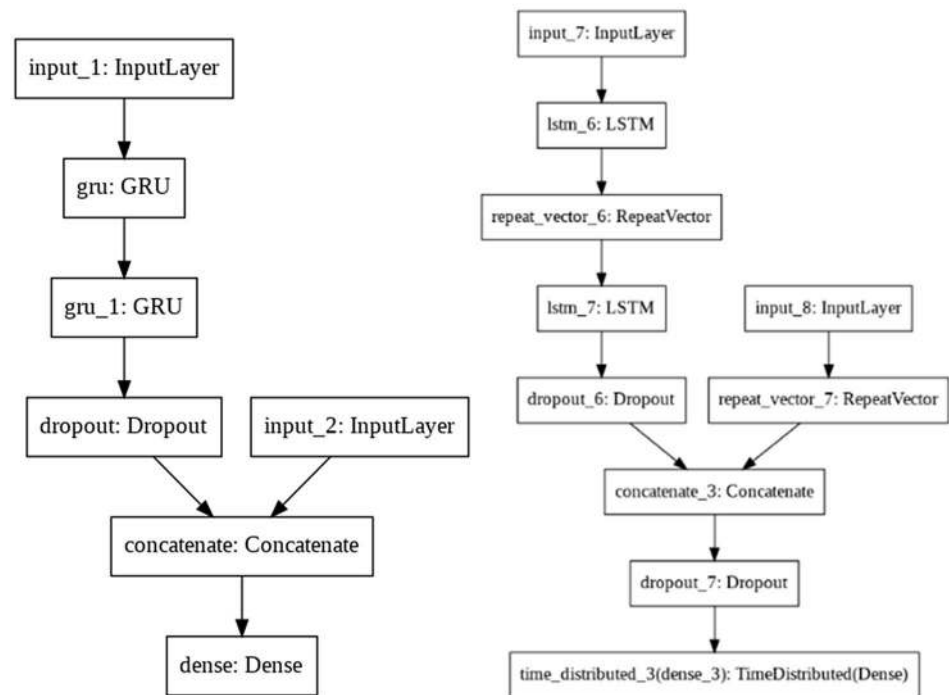 input_1: InputLayer
gru: GRU
gru_1: GRU
dropout: Dropout
input_2: InputLayer
concatenate: Concatenate
dense: Dense
input_7: InputLayer
lstm_6: LSTM
repeat_vector_6: RepeatVector
lstm_7: LSTM
input_8: InputLayer
dropout_6: Dropout
repeat_vector_7: RepeatVector
concatenate_3: Concatenate
dropout_7: Dropout
time_distributed_3(dense_3): TimeDistributed(Dense)